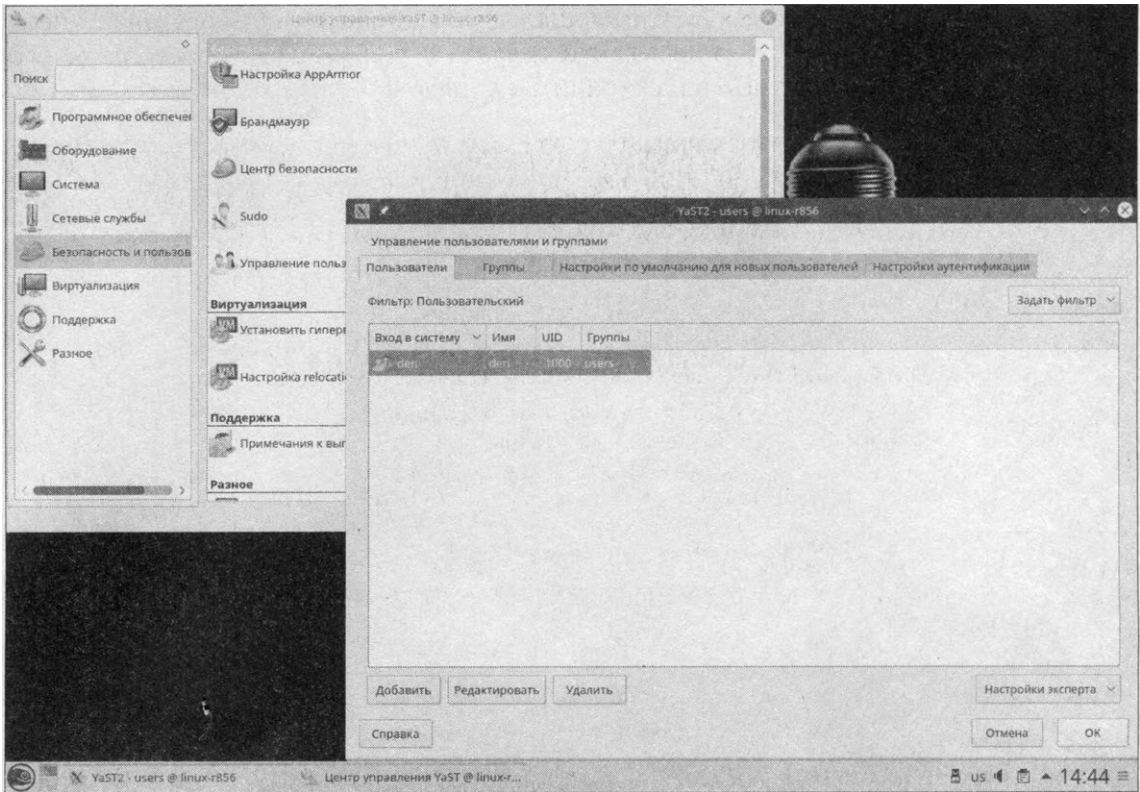 Центр управления YaST @ linux-r856
Поиск
Программное обеспечен
Оборудование
Система
Сетевые службы
Безопасность и пользов
Виртуализация
Поддержка
Разное
Настройка AppArmor
Брандмауэр
Центр безопасности
Sudo
Управление польз
Виртуализация
Установить гиперв
Настройка relocati
Поддержка
Примечания к вып
Разное
YaST2 - users @ linux-r856
Управление пользователями и группами
Пользователи Группы Настройки по умолчанию для новых пользователей Настройки аутентификации
Фильтр: Пользовательский Задать фильтр
Вход в систему Имя UID Группы
den den 1000 users
Добавить Редактировать Удалить Настройки эксперта
Справка Отмена OK
YaST2 - users @ linux-r856 Центр управления YaST @ linux-r... us 14:44